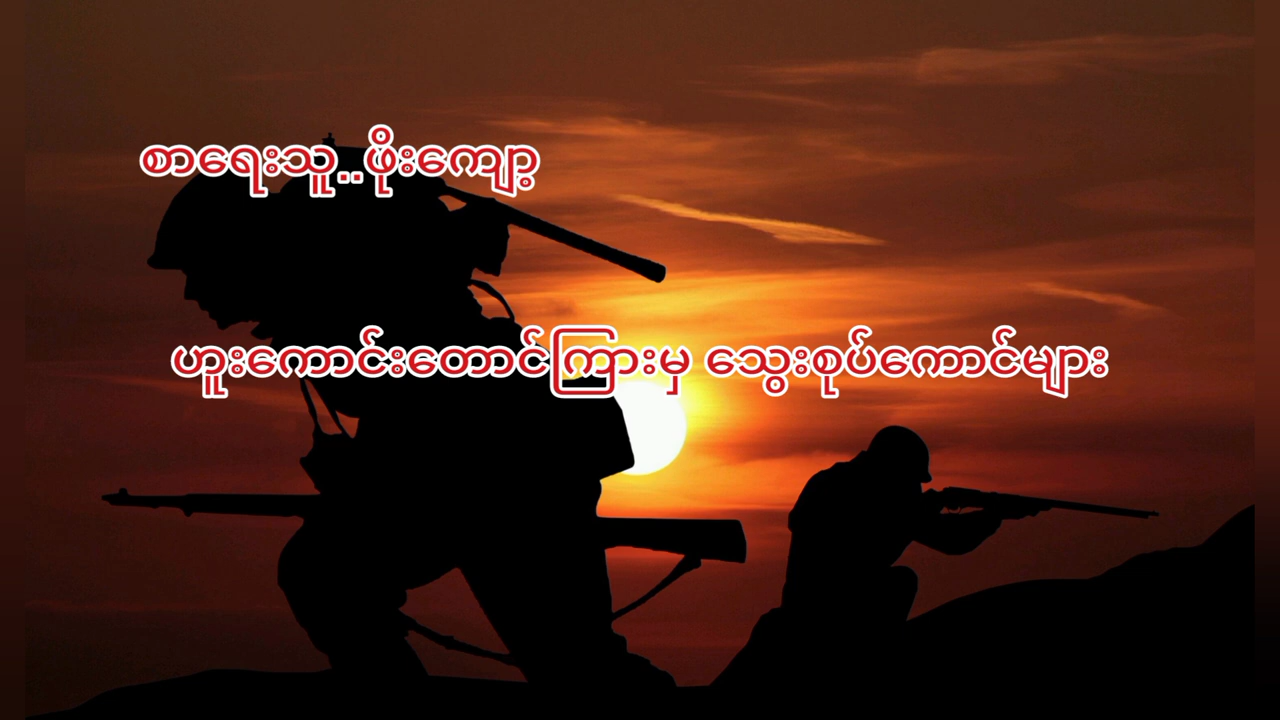 စာရေးသူ..ဖိုးကျော့
ဟူးကောင်းတောင်ကြားမှ သွေးစုပ်ကောင်များ